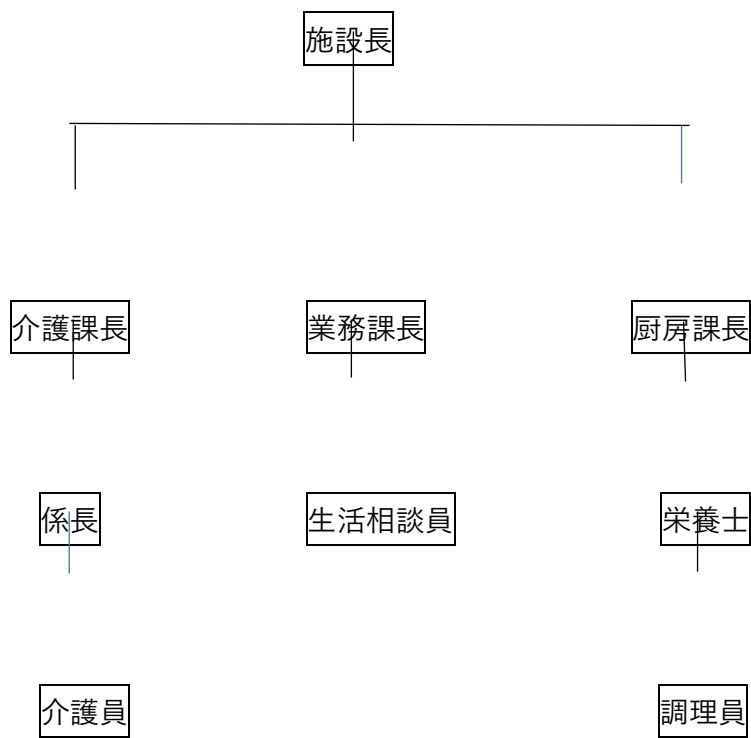 施設長
介護課長
業務課長
厨房課長
係長
生活相談員
栄養士
介護員
調理員